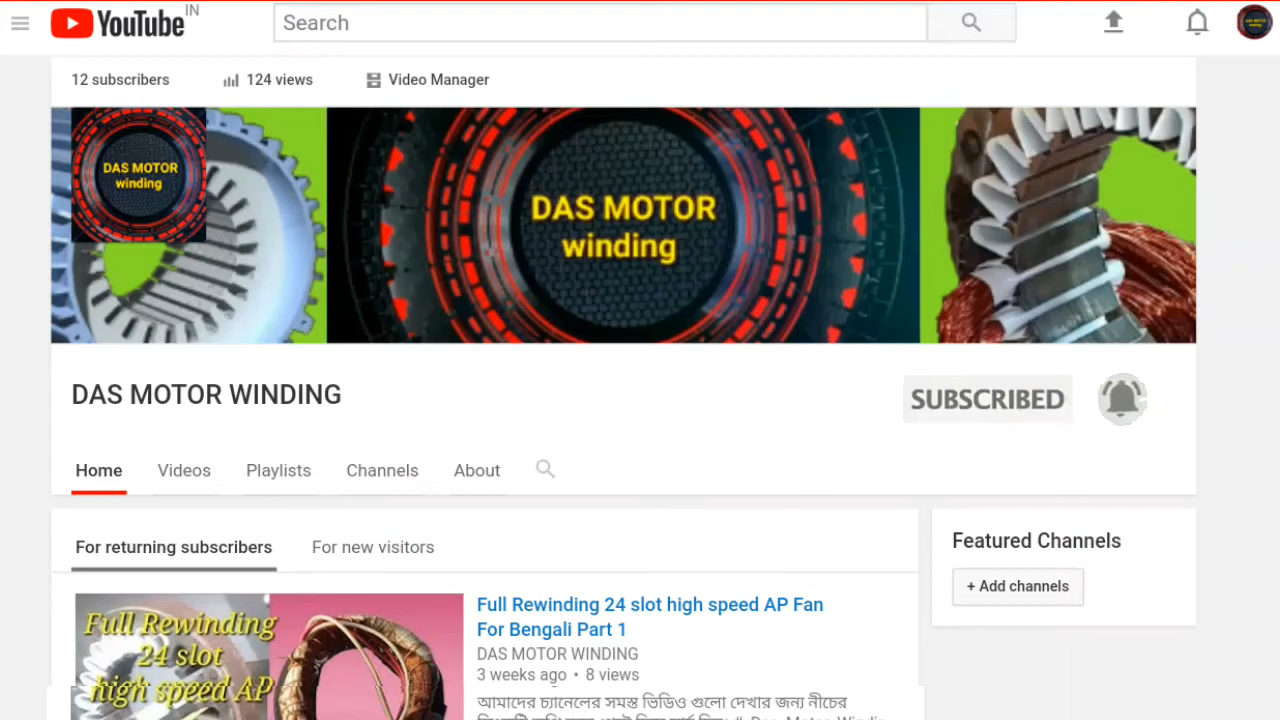 YouTube IN
Search
12 subscribers
124 views
Video Manager
DAS MOTOR
winding
DAS MOTOR
winding
DAS MOTOR WINDING
SUBSCRIBED
Home
Videos
Playlists
Channels
About
For returning subscribers
For new visitors
Featured Channels
+ Add channels
Full Rewinding
24 slot
high speed AP
Full Rewinding 24 slot high speed AP Fan
For Bengali Part 1
DAS MOTOR WINDING
3 weeks ago • 8 views
আমাদের চ্যানেলের সমস্ত ভিডিও গুলো দেখার জন্য নীচের